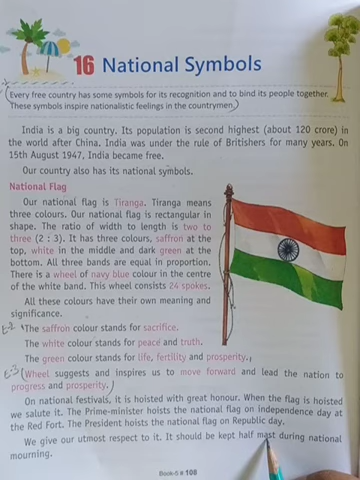 16 National Symbols
Every free country has some symbols for its recognition and to bind its people together.
These symbols inspire nationalistic feelings in the countrymen.
India is a big country. Its population is second highest (about 120 crore) in
the world after China. India was under the rule of Britishers for many years. On
15th August 1947, India became free.
Our country also has its national symbols.
National Flag
Our national flag is Tiranga. Tiranga means
three colours. Our national flag is rectangular in
shape. The ratio of width to length is two to
three (2 : 3). It has three colours, saffron at the
top, white in the middle and dark green at the
bottom. All three bands are equal in proportion.
There is a wheel of navy blue colour in the centre
of the white band. This wheel consists 24 spokes.
All these colours have their own meaning and
significance.
E-2 The saffron colour stands for sacrifice.
The white colour stands for peace and truth.
The green colour stands for life, fertility and prosperity.
E-3 (Wheel suggests and inspires us to move forward and lead the nation to
progress and prosperity.)
On national festivals, it is hoisted with great honour. When the flag is hoisted
we salute it. The Prime-minister hoists the national flag on independence day at
the Red Fort. The President hoists the national flag on Republic day.
We give our utmost respect to it. It should be kept half mast during national
mourning.
Book-5 # 108